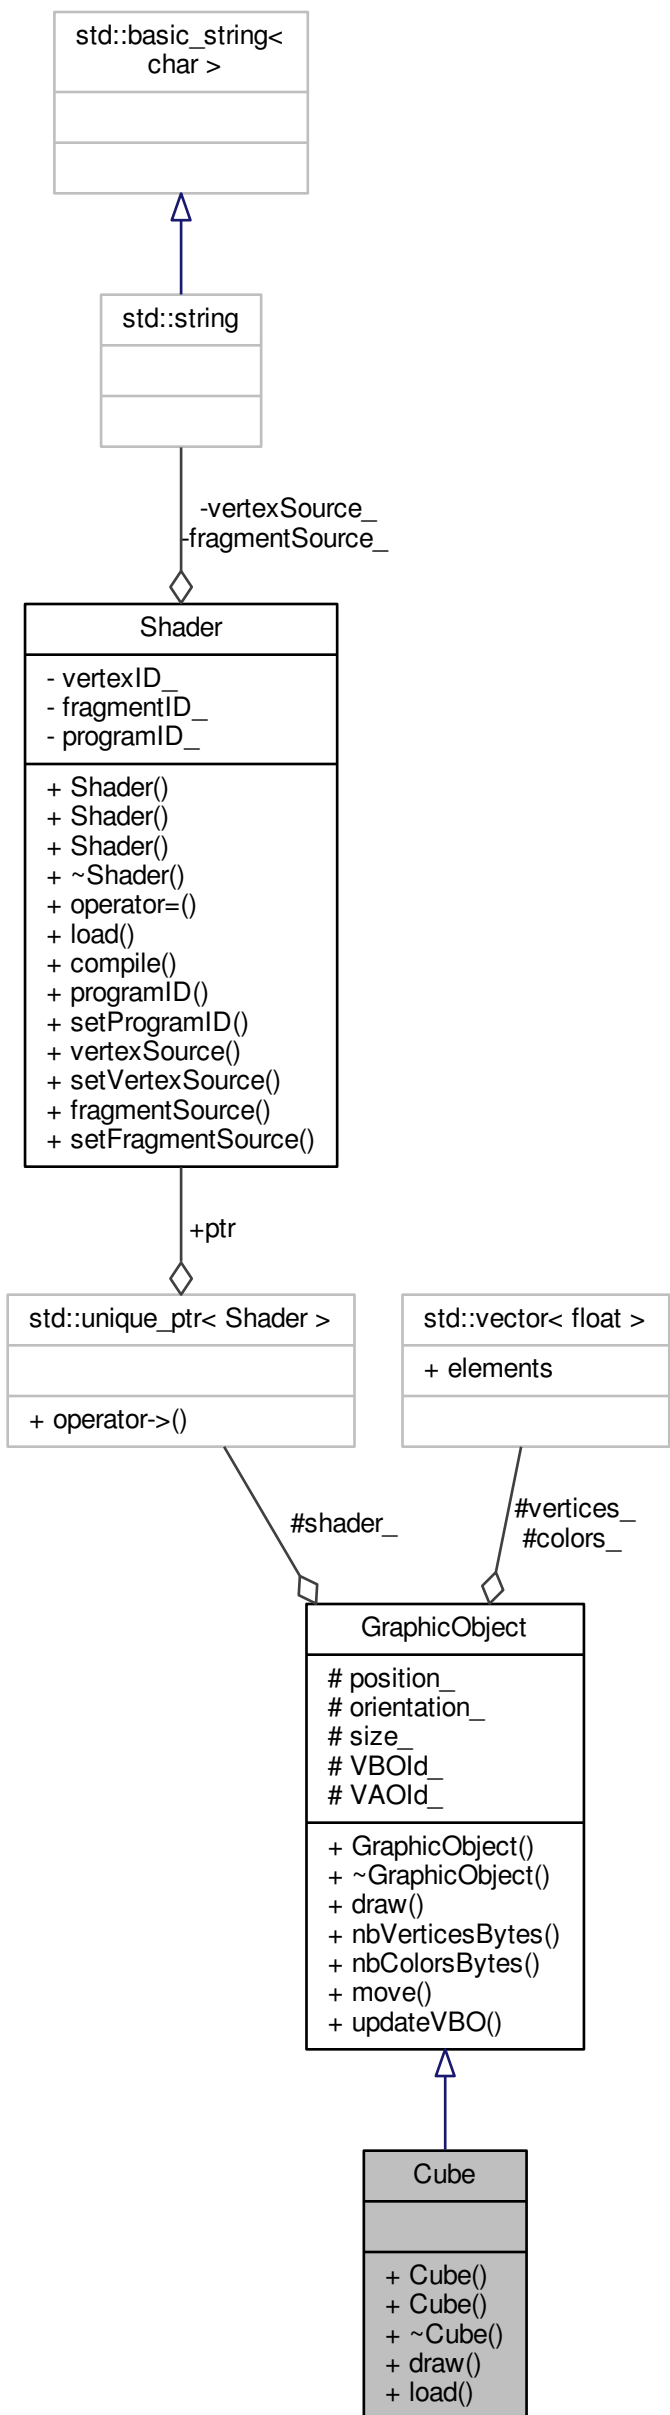 std::basic_string<
char >
std::string
-vertexSource_
-fragmentSource_
Shader
- vertexID_
- fragmentID_
- programID_
+ Shader()
+ Shader()
+ Shader()
+ ~Shader()
+ operator=()
+ load()
+ compile()
+ programID()
+ setProgramID()
+ vertexSource()
+ setVertexSource()
+ fragmentSource()
+ setFragmentSource()
+ptr
std::unique_ptr< Shader >
+ operator->()
std::vector< float >
+ elements
#shader_
#vertices_
#colors_
GraphicObject
# position_
# orientation_
# size_
# VBOId_
# VAOId_
+ GraphicObject()
+ ~GraphicObject()
+ draw()
+ nbVerticesBytes()
+ nbColorsBytes()
+ move()
+ updateVBO()
Cube
+ Cube()
+ Cube()
+ ~Cube()
+ draw()
+ load()